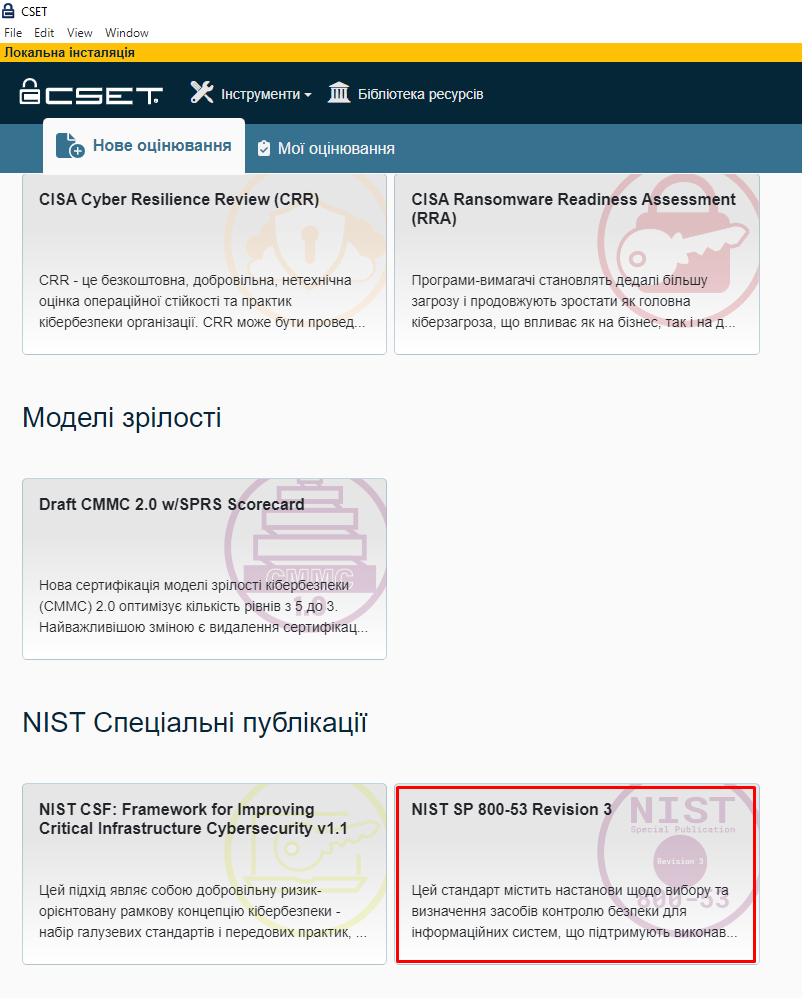 CSET
File Edit View Window
Локальна інсталяція
CSET Інструменти Бібліотека ресурсів
Нове оцінювання Мої оцінювання
CISA Cyber Resilience Review (CRR)
CRR - це безкоштовна, добровільна, нетехнічна
оцінка операційної стійкості та практик
кібербезпеки організації. CRR може бути провед...
CISA Ransomware Readiness Assessment
(RRA)
Програми-вимагачі становлять дедалі більшу
загрозу і продовжують зростати як головна
кіберзагроза, що впливає як на бізнес, так і на д...
Моделі зрілості
Draft CMMC 2.0 w/SPRS Scorecard
CMMC
1.0
Нова сертифікація моделі зрілості кібербезпеки
(CMMC) 2.0 оптимізує кількість рівнів з 5 до 3.
Найважливішою зміною є видалення сертифікац...
NIST Спеціальні публікації
NIST CSF: Framework for Improving
Critical Infrastructure Cybersecurity v1.1
Цей підхід являє собою добровільну ризик-
орієнтовану рамкову концепцію кібербезпеки -
набір галузевих стандартів і передових практик, ...
NIST SP 800-53 Revision 3
NIST
Special Publication
Revision 3
800-53
Цей стандарт містить настанови щодо вибору та
визначення засобів контролю безпеки для
інформаційних систем, що підтримують виконав...